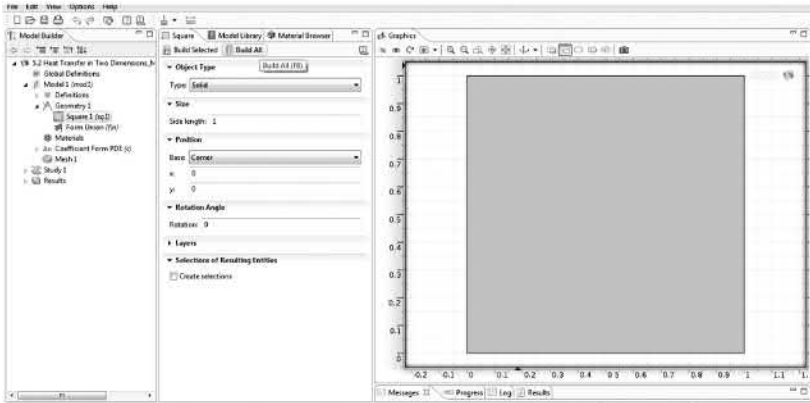 File Edit View Options Help
Model Builder
5.2 Heat Transfer in Two Dimensions_M
Global Definitions
Model 1 (mod1)
Definitions
Geometry 1
Square 1 (sq1)
Form Union (fin)
Materials
Coefficient Form PDE (c)
Mesh 1
Study 1
Results
Square Model Library Material Browser
Build Selected Build All
Build All (F8)
Object Type
Type: Solid
Size
Side length: 1
Position
Base: Corner
x: 0
y: 0
Rotation Angle
Rotation: 0
Layers
Selections of Resulting Entities
Create selections
Graphics
1
0.9
0.8
0.7
0.6
0.5
0.4
0.3
0.2
0.1
0
-0.2 -0.1 0 0.1 0.2 0.3 0.4 0.5 0.6 0.7 0.8 0.9 1 1.1
Messages Progress Log Results